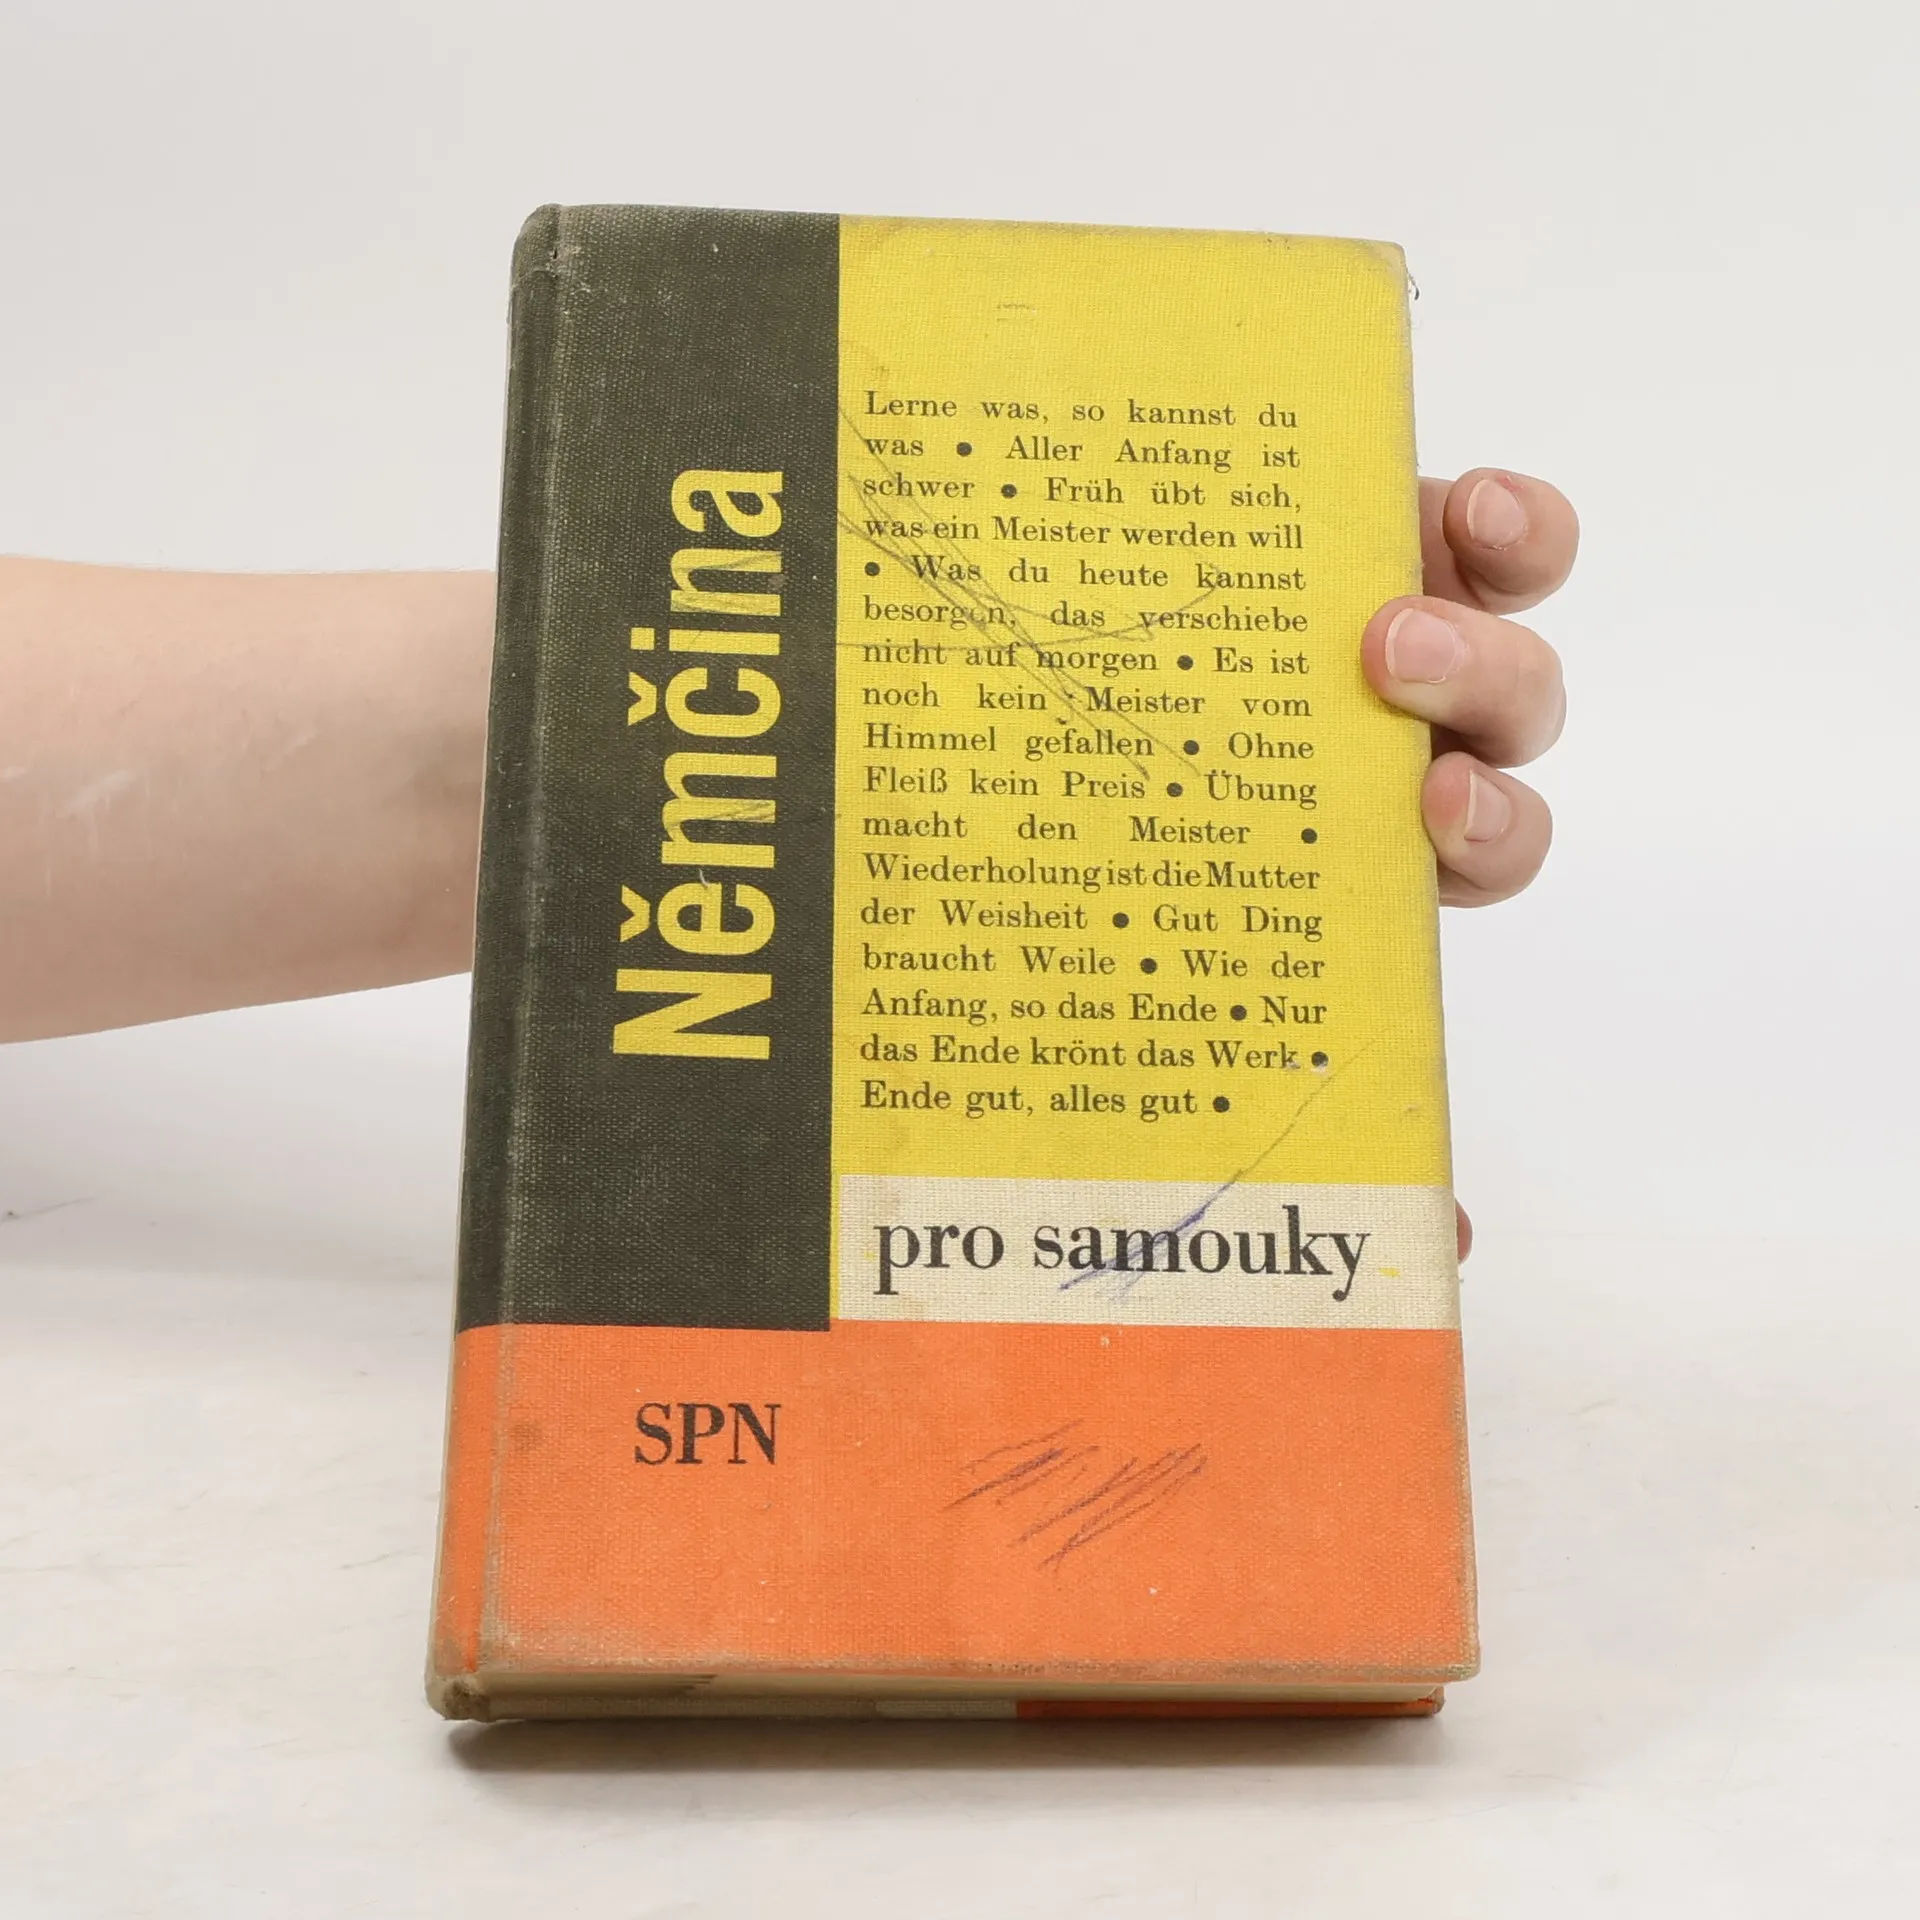 Němčina
Lerne was, so kannst du
was • Aller Anfang ist
schwer • Früh übt sich,
was ein Meister werden will
• Was du heute kannst
besorgen, das verschiebe
nicht auf morgen • Es ist
noch kein Meister vom
Himmel gefallen • Ohne
Fleiß kein Preis • Übung
macht den Meister •
Wiederholung ist die Mutter
der Weisheit • Gut Ding
braucht Weile • Wie der
Anfang, so das Ende • Nur
das Ende krönt das Werk •
Ende gut, alles gut •
pro samouky
SPN